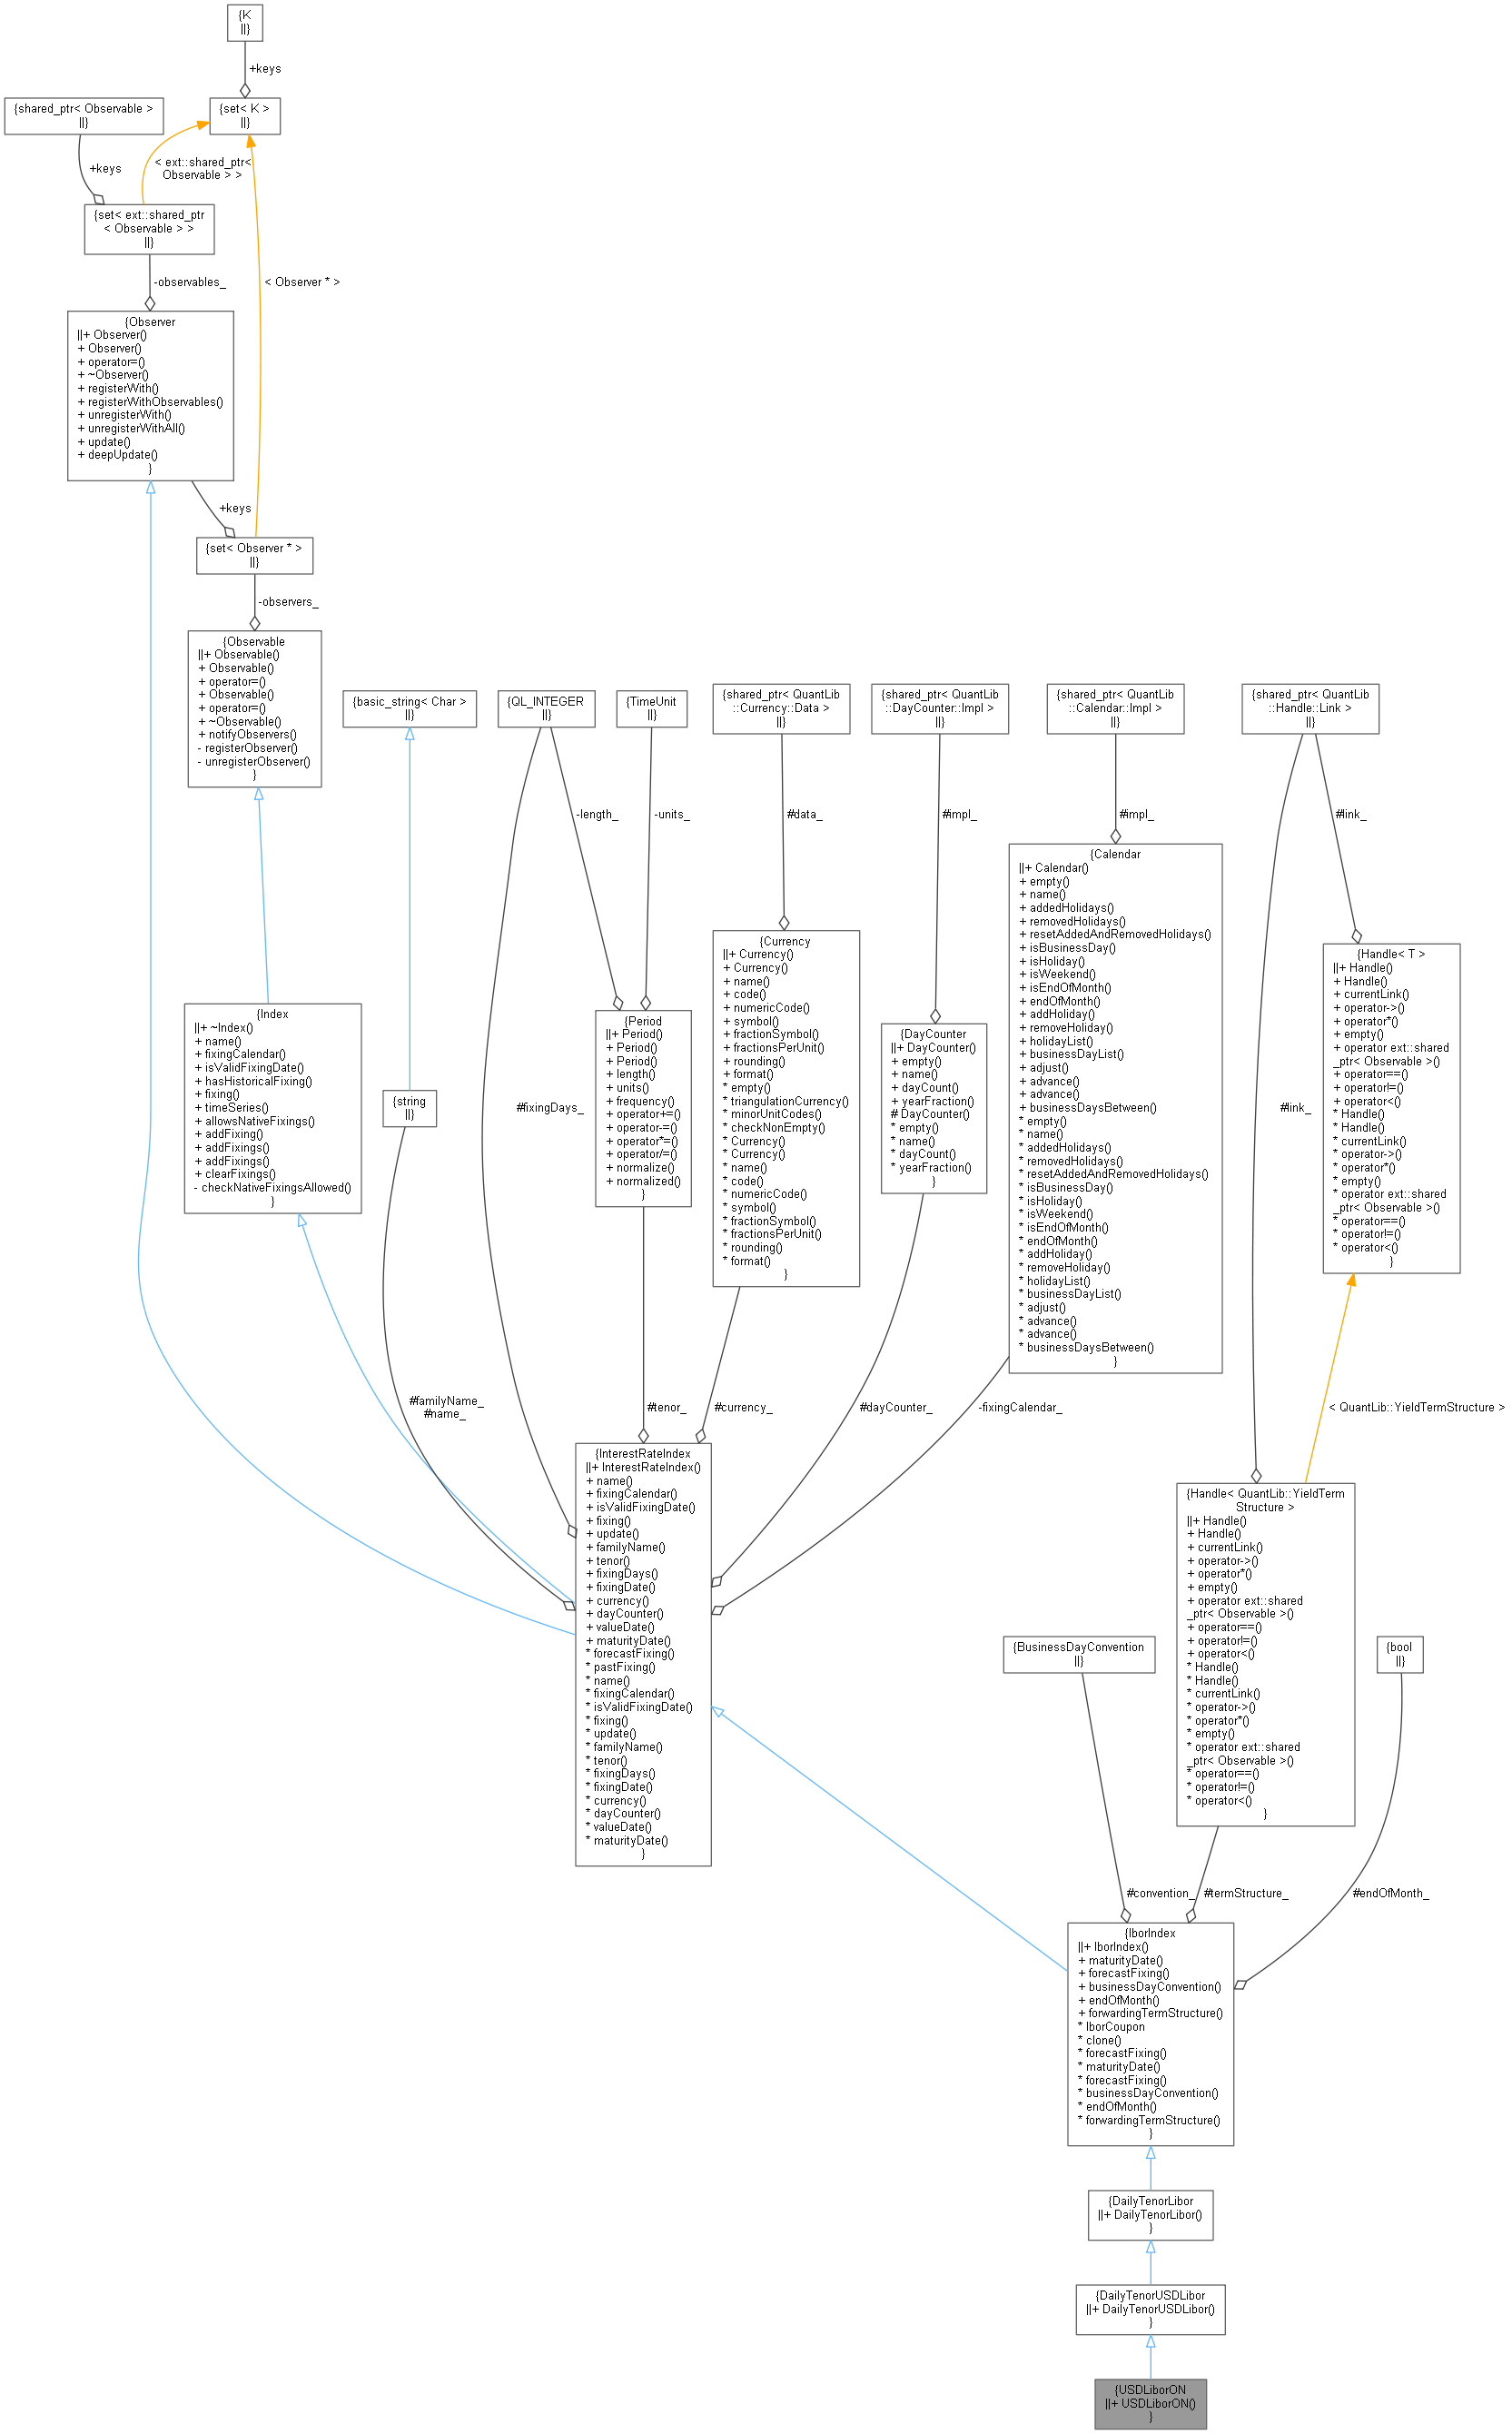 {K
||}
+keys
{shared_ptr< Observable >
||}
{set< K >
||}
+keys
< ext::shared_ptr<
Observable > >
{set< ext::shared_ptr
< Observable > >
||}
-observables_
< Observer * >
{Observer
||+ Observer()
+ Observer()
+ operator=()
+ ~Observer()
+ registerWith()
+ registerWithObservables()
+ unregisterWith()
+ unregisterWithAll()
+ update()
+ deepUpdate()
}
+keys
{set< Observer * >
||}
-observers_
{Observable
||+ Observable()
+ Observable()
+ operator=()
+ Observable()
+ operator=()
+ ~Observable()
+ notifyObservers()
- registerObserver()
- unregisterObserver()
}
{basic_string< Char >
||}
{QL_INTEGER
||}
{TimeUnit
||}
{shared_ptr< QuantLib
::Currency::Data >
||}
{shared_ptr< QuantLib
::DayCounter::Impl >
||}
{shared_ptr< QuantLib
::Calendar::Impl >
||}
{shared_ptr< QuantLib
::Handle::Link >
||}
-length_
-units_
#data_
#impl_
#impl_
#link_
{Index
||+ ~Index()
+ name()
+ fixingCalendar()
+ isValidFixingDate()
+ hasHistoricalFixing()
+ fixing()
+ timeSeries()
+ allowsNativeFixings()
+ addFixing()
+ addFixings()
+ addFixings()
+ clearFixings()
- checkNativeFixingsAllowed()
}
{string
||}
#fixingDays_
{Period
||+ Period()
+ Period()
+ Period()
+ length()
+ units()
+ frequency()
+ operator+=()
+ operator-=()
+ operator*=()
+ operator/=()
+ normalize()
+ normalized()
}
{Currency
||+ Currency()
+ Currency()
+ name()
+ code()
+ numericCode()
+ symbol()
+ fractionSymbol()
+ fractionsPerUnit()
+ rounding()
+ format()
* empty()
* triangulationCurrency()
* minorUnitCodes()
* checkNonEmpty()
* Currency()
* Currency()
* name()
* code()
* numericCode()
* symbol()
* fractionSymbol()
* fractionsPerUnit()
* rounding()
* format()
}
{DayCounter
||+ DayCounter()
+ empty()
+ name()
+ dayCount()
+ yearFraction()
# DayCounter()
* empty()
* name()
* dayCount()
* yearFraction()
}
{Calendar
||+ Calendar()
+ empty()
+ name()
+ addedHolidays()
+ removedHolidays()
+ resetAddedAndRemovedHolidays()
+ isBusinessDay()
+ isHoliday()
+ isWeekend()
+ isEndOfMonth()
+ endOfMonth()
+ addHoliday()
+ removeHoliday()
+ holidayList()
+ businessDayList()
+ adjust()
+ advance()
+ advance()
+ businessDaysBetween()
* empty()
* name()
* addedHolidays()
* removedHolidays()
* resetAddedAndRemovedHolidays()
* isBusinessDay()
* isHoliday()
* isWeekend()
* isEndOfMonth()
* endOfMonth()
* addHoliday()
* removeHoliday()
* holidayList()
* businessDayList()
* adjust()
* advance()
* advance()
* businessDaysBetween()
}
#link_
{Handle< T >
||+ Handle()
+ Handle()
+ currentLink()
+ operator->()
+ operator*()
+ empty()
+ operator ext::shared
_ptr< Observable >()
+ operator==()
+ operator!=()
+ operator<()
* Handle()
* Handle()
* currentLink()
* operator->()
* operator*()
* empty()
* operator ext::shared
_ptr< Observable >()
* operator==()
* operator!=()
* operator<()
}
#familyName_
#name_
#tenor_
#currency_
#dayCounter_
-fixingCalendar_
< QuantLib::YieldTermStructure >
{InterestRateIndex
||+ InterestRateIndex()
+ name()
+ fixingCalendar()
+ isValidFixingDate()
+ fixing()
+ update()
+ familyName()
+ tenor()
+ fixingDays()
+ fixingDate()
+ currency()
+ dayCounter()
+ valueDate()
+ maturityDate()
* forecastFixing()
* pastFixing()
* name()
* fixingCalendar()
* isValidFixingDate()
* fixing()
* update()
* familyName()
* tenor()
* fixingDays()
* fixingDate()
* currency()
* dayCounter()
* valueDate()
* maturityDate()
}
{BusinessDayConvention
||}
{Handle< QuantLib::YieldTerm
Structure >
||+ Handle()
+ Handle()
+ currentLink()
+ operator->()
+ operator*()
+ empty()
+ operator ext::shared
_ptr< Observable >()
+ operator==()
+ operator!=()
+ operator<()
* Handle()
* Handle()
* currentLink()
* operator->()
* operator*()
* empty()
* operator ext::shared
_ptr< Observable >()
* operator==()
* operator!=()
* operator<()
}
{bool
||}
#convention_
#termStructure_
#endOfMonth_
{IborIndex
||+ IborIndex()
+ maturityDate()
+ forecastFixing()
+ businessDayConvention()
+ endOfMonth()
+ forwardingTermStructure()
* IborCoupon
* clone()
* forecastFixing()
* maturityDate()
* forecastFixing()
* businessDayConvention()
* endOfMonth()
* forwardingTermStructure()
}
{DailyTenorLibor
||+ DailyTenorLibor()
}
{DailyTenorUSDLibor
||+ DailyTenorUSDLibor()
}
{USDLiborON
||+ USDLiborON()
}